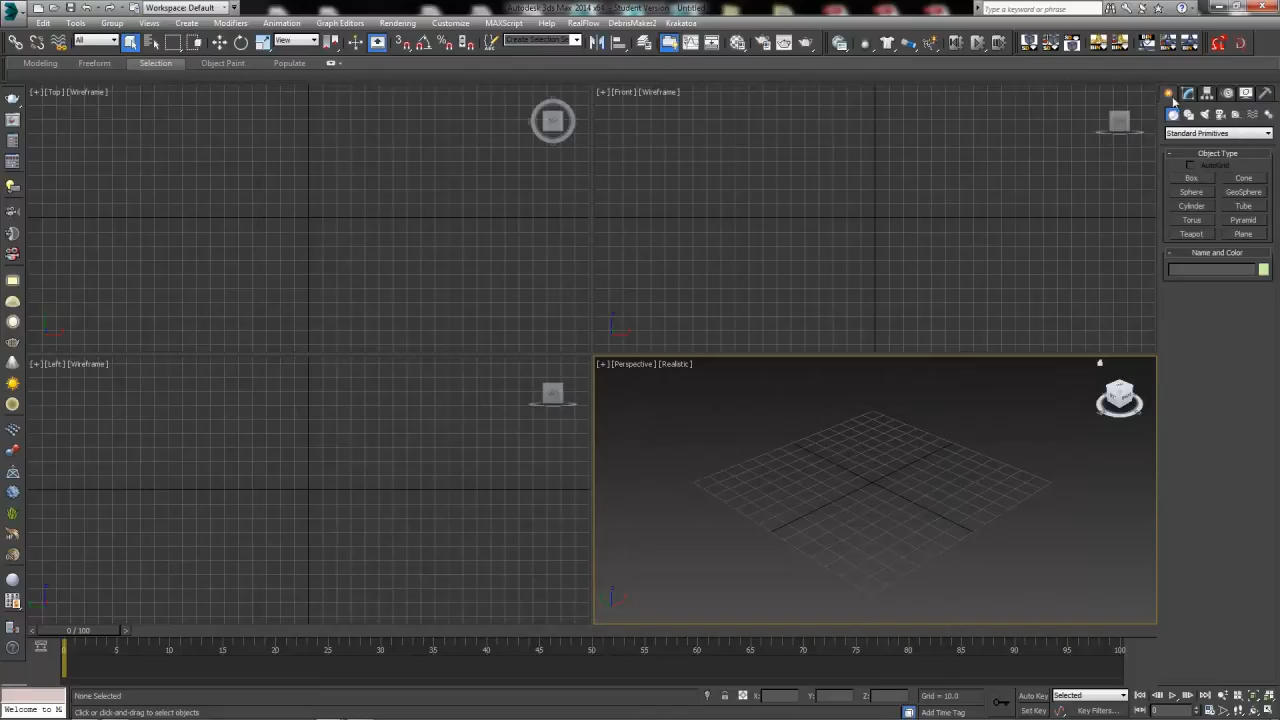 Workspace: Default
Autodesk 3ds Max 2014 x64 - Student Version Untitled
Type a keyword or phrase
Edit Tools Group Views Create Modifiers Animation Graph Editors Rendering Customize MAXScript Help RealFlow DebrisMaker2 Krakatoa
All View Create Selection Se
Modeling Freeform Selection Object Paint Populate
[+] [Top] [Wireframe]
[+] [Front] [Wireframe]
Standard Primitives
Object Type
AutoGrid
Box Cone
Sphere GeoSphere
Cylinder Tube
Torus Pyramid
Teapot Plane
Name and Color
[+] [Left] [Wireframe]
[+] [Perspective] [Realistic]
0 / 100
0 5 10 15 20 25 30 35 40 45 50 55 60 65 70 75 80 85 90 95 100
None Selected X: Y: Z: Grid = 10.0 Auto Key Selected
Welcome to M Click or click-and-drag to select objects Add Time Tag Set Key Key Filters... 0